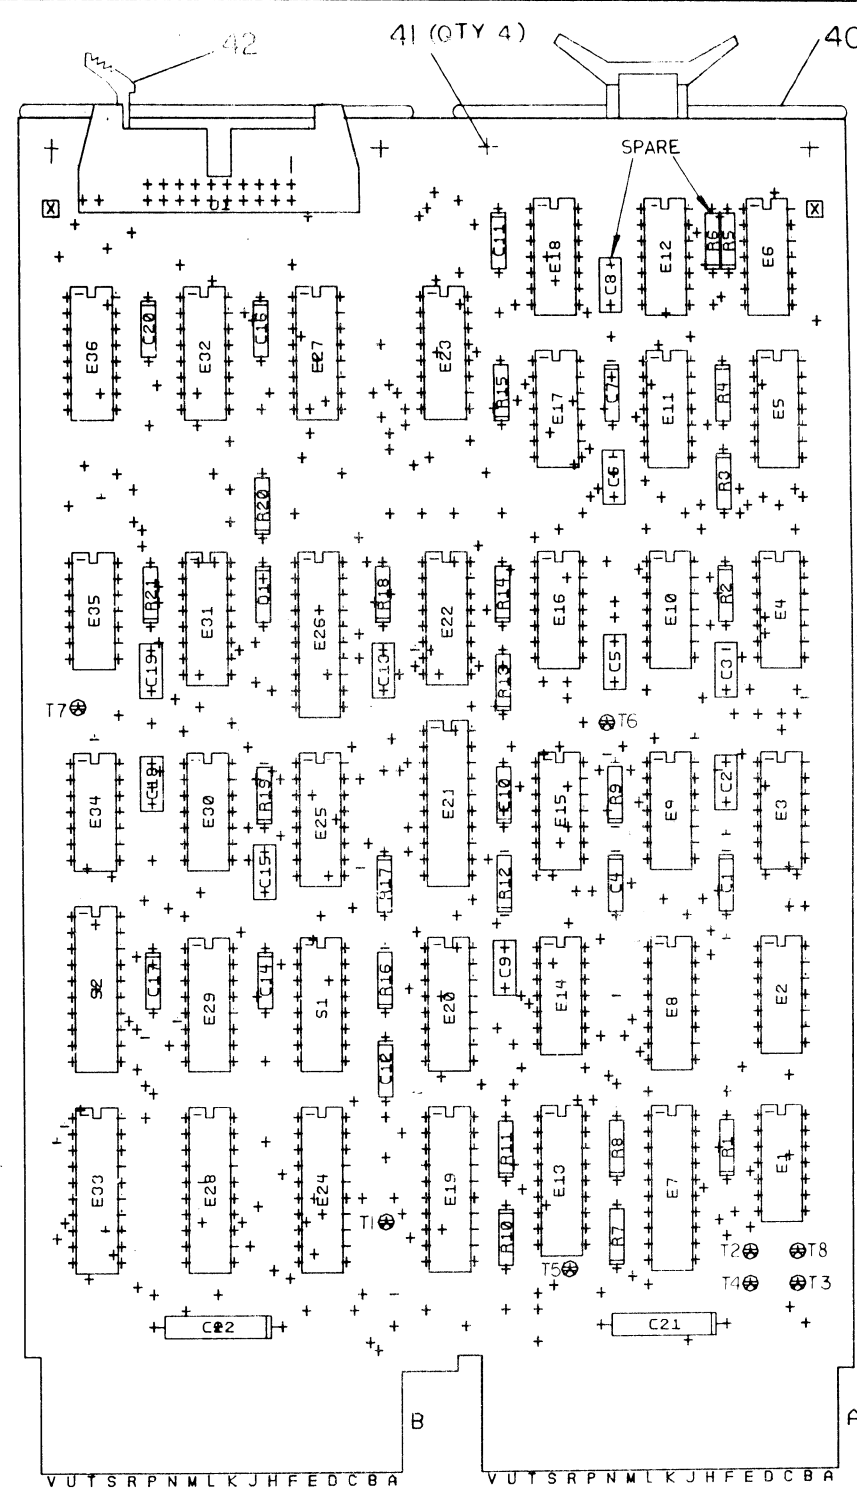 42
41 (QTY 4)
40
SPARE
X
X
U1
C11
E18
C8
E12
R6
R5
E6
E36
C20
E32
C16
E27
E23
R15
E17
C7
E11
R4
E5
C6
R3
R20
E35
R21
E31
D1
E26
R18
E22
R14
E16
E10
R2
E4
C19
C13
R13
C5
C3
T7
T6
E34
C18
E30
R19
E25
E21
C10
E15
R9
E9
C2
E3
C15
R17
R12
C4
C1
S2
C17
E29
C14
S1
R16
E20
C9
E14
E8
E2
C12
E33
E28
E24
E19
R11
E13
R8
E7
R1
E1
T1
R10
R7
T5
T2
T8
T4
T3
C22
C21
B
A
V U T S R P N M L K J H F E D C B A
V U T S R P N M L K J H F E D C B A